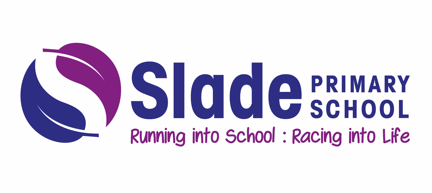 Slade PRIMARY
SCHOOL
Running into School : Racing into Life